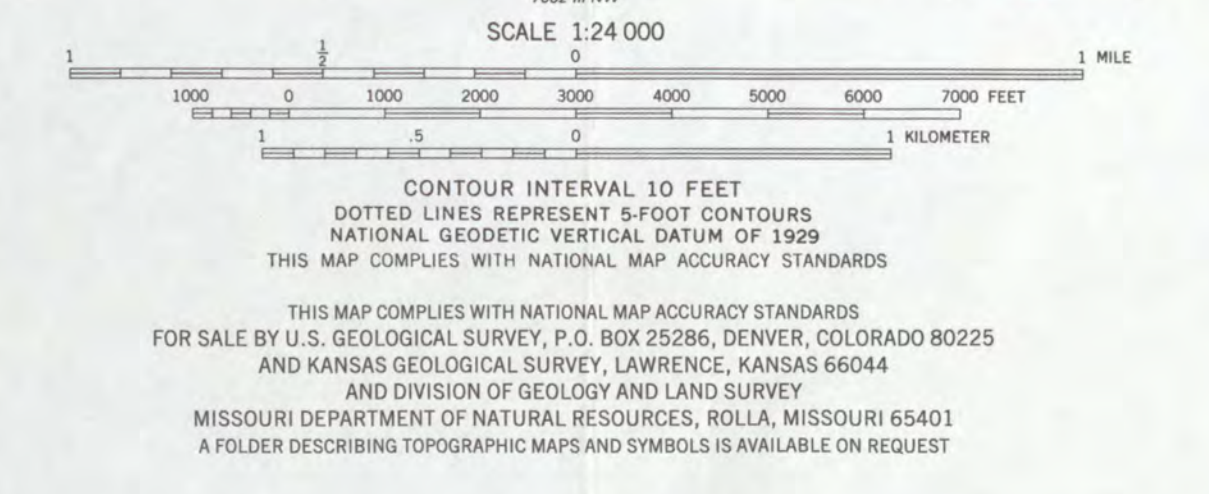 SCALE 1:24 000
1 1/2 0 1 MILE
1000 0 1000 2000 3000 4000 5000 6000 7000 FEET
1 .5 0 1 KILOMETER
CONTOUR INTERVAL 10 FEET
DOTTED LINES REPRESENT 5-FOOT CONTOURS
NATIONAL GEODETIC VERTICAL DATUM OF 1929
THIS MAP COMPLIES WITH NATIONAL MAP ACCURACY STANDARDS
THIS MAP COMPLIES WITH NATIONAL MAP ACCURACY STANDARDS
FOR SALE BY U.S. GEOLOGICAL SURVEY, P.O. BOX 25286, DENVER, COLORADO 80225
AND KANSAS GEOLOGICAL SURVEY, LAWRENCE, KANSAS 66044
AND DIVISION OF GEOLOGY AND LAND SURVEY
MISSOURI DEPARTMENT OF NATURAL RESOURCES, ROLLA, MISSOURI 65401
A FOLDER DESCRIBING TOPOGRAPHIC MAPS AND SYMBOLS IS AVAILABLE ON REQUEST